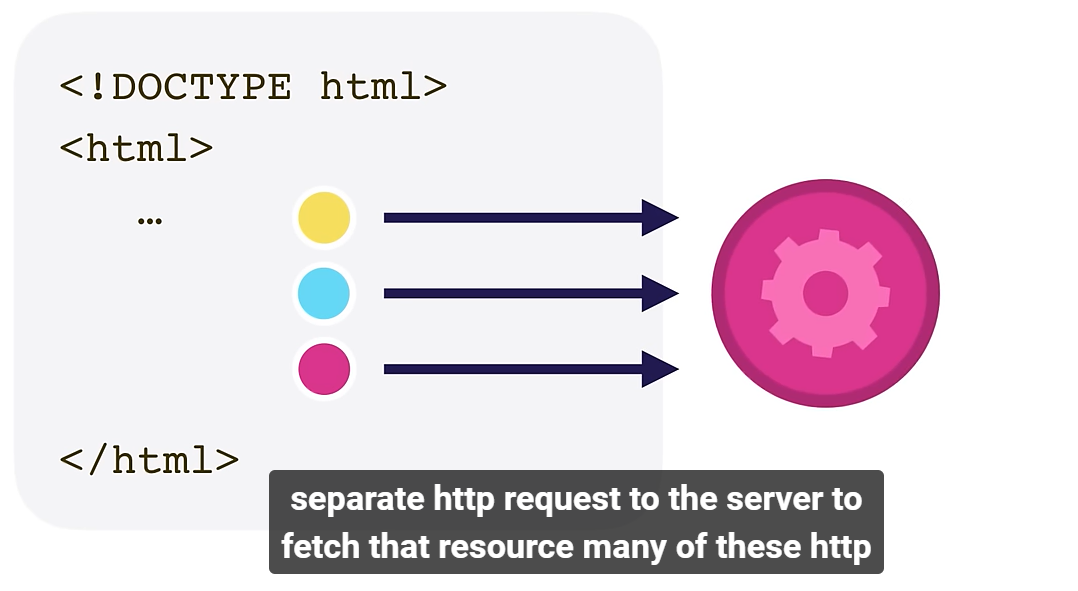 <!DOCTYPE html>
<html>
...
</html>
separate http request to the server to
fetch that resource many of these http